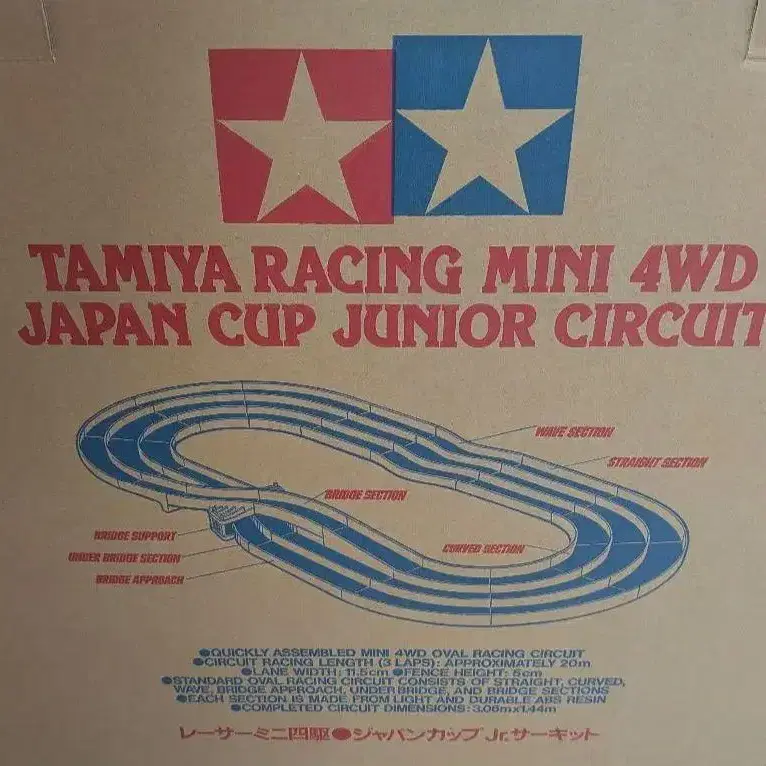 TAMIYA RACING MINI 4WD
JAPAN CUP JUNIOR CIRCUIT
WAVE SECTION
STRAIGHT SECTION
BRIDGE SECTION
BRIDGE SUPPORT
CURVED SECTION
UNDER BRIDGE SECTION
BRIDGE APPROACH
●QUICKLY ASSEMBLED MINI 4WD OVAL RACING CIRCUIT
●CIRCUIT RACING LENGTH (3 LAPS): APPROXIMATELY 20m
●LANE WIDTH: 11.5cm ●FENCE HEIGHT: 5cm
●STANDARD OVAL RACING CIRCUIT CONSISTS OF STRAIGHT, CURVED,
WAVE, BRIDGE APPROACH, UNDER BRIDGE, AND BRIDGE SECTIONS
●EACH SECTION IS MADE FROM LIGHT AND DURABLE ABS RESIN
●COMPLETED CIRCUIT DIMENSIONS: 3.06m×1.44m
レーサーミニ四駆●ジャパンカップJr.サーキット